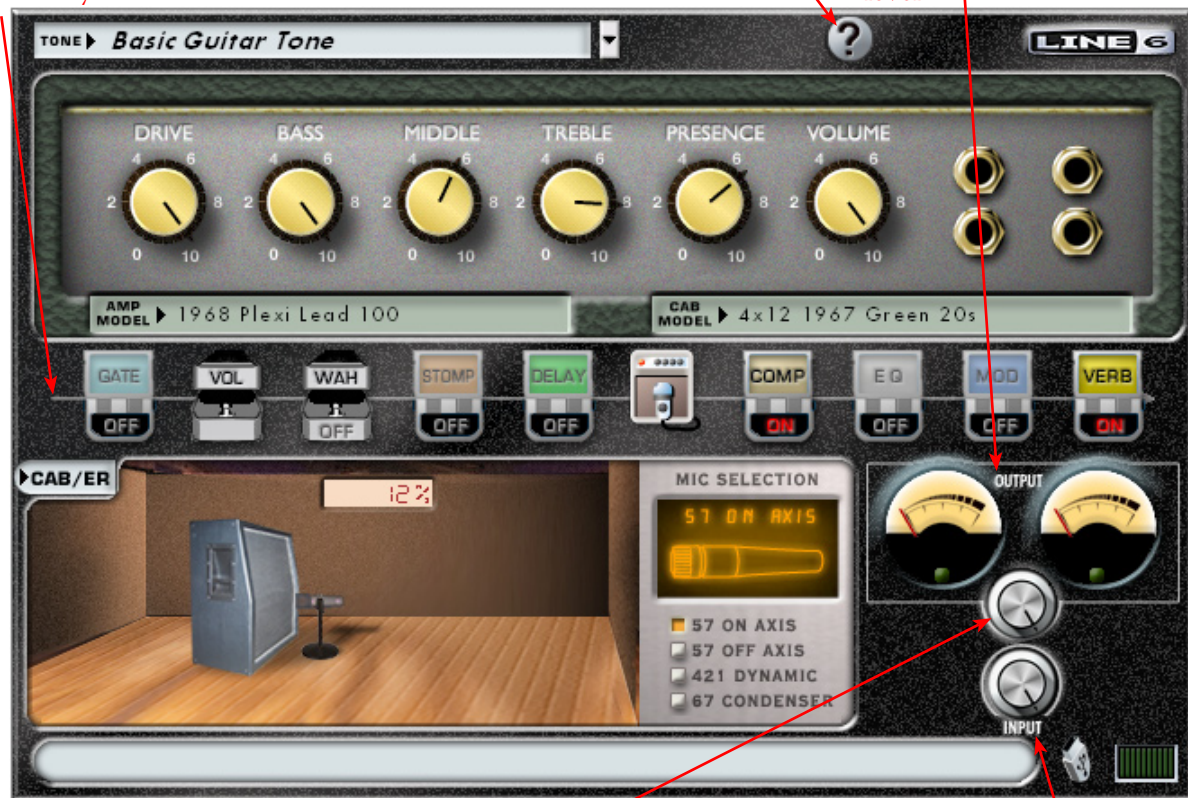 TONE Basic Guitar Tone
?
LINE 6
DRIVE BASS MIDDLE TREBLE PRESENCE VOLUME
4 6 4 6 4 6 4 6 4 6 4 6
2 8 2 8 2 8 2 8 2 8 2 8
0 10 0 10 0 10 0 10 0 10 0 10
AMP MODEL 1968 Plexi Lead 100
CAB MODEL 4x12 1967 Green 20s
GATE VOL WAH STOMP DELAY COMP EQ MOD VERB
OFF OFF OFF OFF ON OFF OFF ON
CAB/ER
12%
MIC SELECTION
57 ON AXIS
57 ON AXIS
57 OFF AXIS
421 DYNAMIC
67 CONDENSER
OUTPUT
INPUT